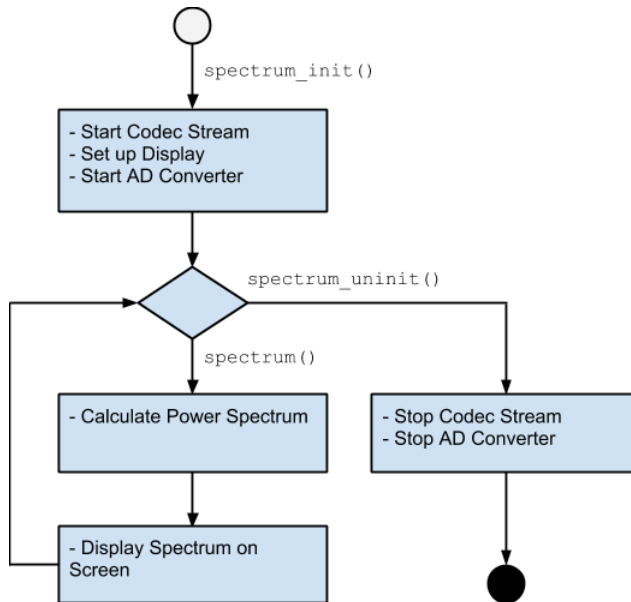 spectrum_init()
- Start Codec Stream
- Set up Display
- Start AD Converter
spectrum_uninit()
spectrum()
- Calculate Power Spectrum
- Stop Codec Stream
- Stop AD Converter
- Display Spectrum on
Screen